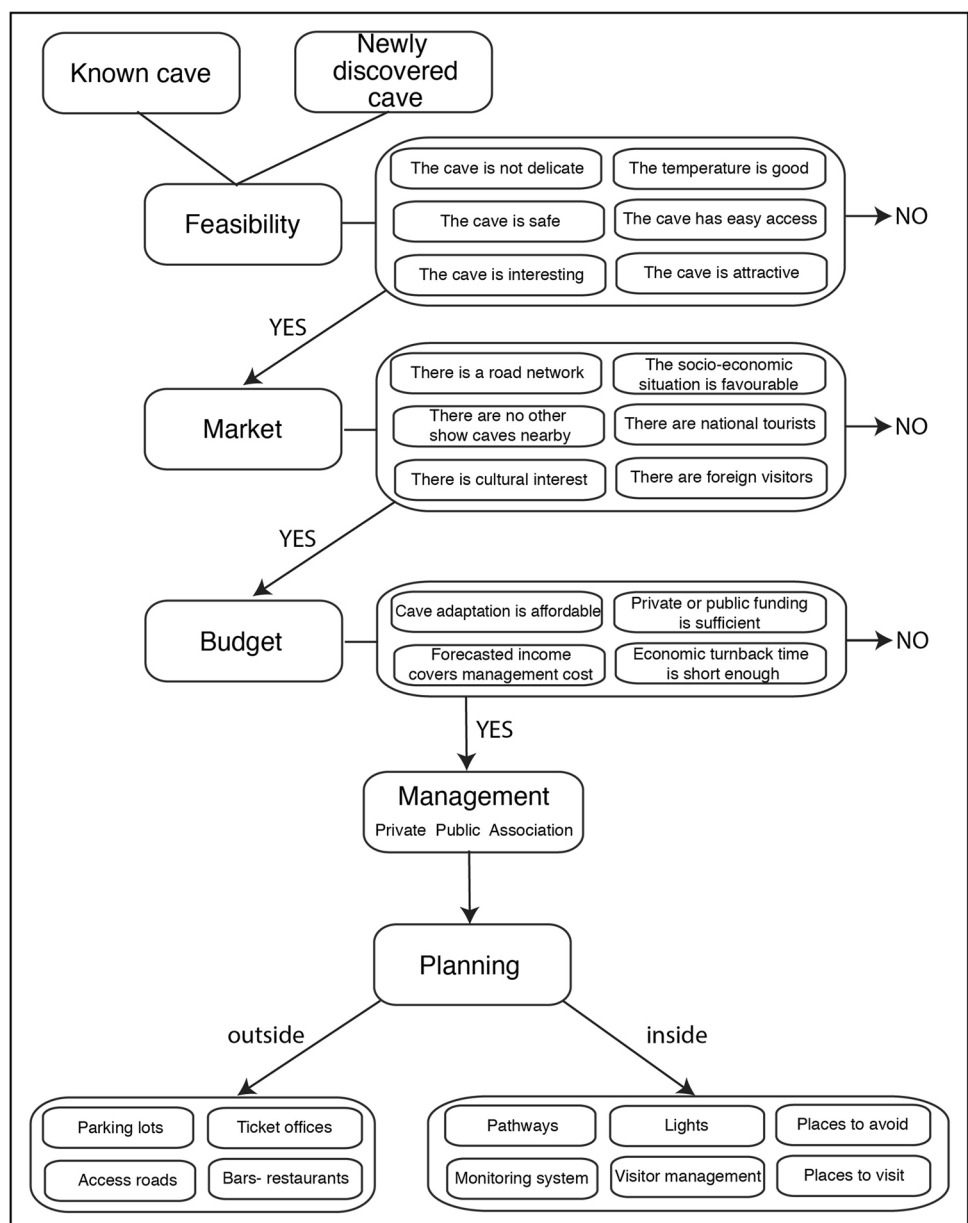 Known cave
Newly
discovered
cave
Feasibility
The cave is not delicate
The temperature is good
The cave is safe
The cave has easy access
The cave is interesting
The cave is attractive
NO
YES
Market
There is a road network
The socio-economic
situation is favourable
There are no other
show caves nearby
There are national tourists
There is cultural interest
There are foreign visitors
NO
YES
Budget
Cave adaptation is affordable
Private or public funding
is sufficient
Forecasted income
covers management cost
Economic turnback time
is short enough
NO
YES
Management
Private Public Association
Planning
outside
inside
Parking lots
Ticket offices
Access roads
Bars- restaurants
Pathways
Lights
Places to avoid
Monitoring system
Visitor management
Places to visit